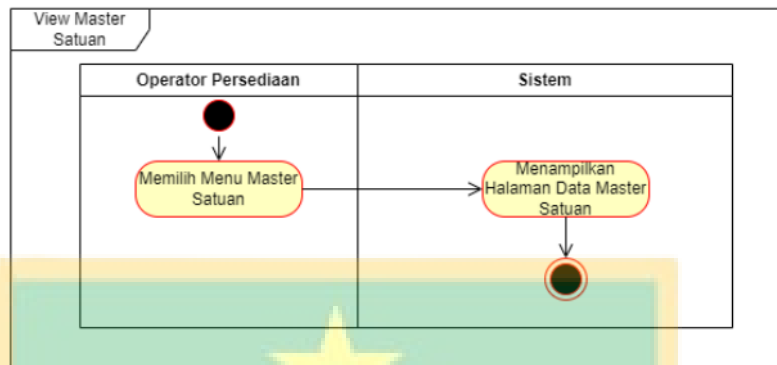 View Master
Satuan
Operator Persediaan
Sistem
Memilih Menu Master
Satuan
Menampilkan
Halaman Data Master
Satuan